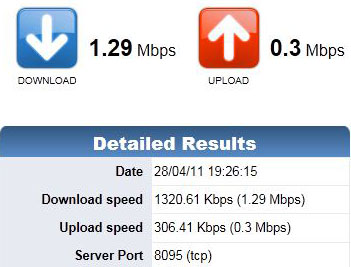 1.29 Mbps 0.3 Mbps
DOWNLOAD UPLOAD
Detailed Results
Date 28/04/11 19:26:15
Download speed 1320.61 Kbps (1.29 Mbps)
Upload speed 306.41 Kbps (0.3 Mbps)
Server Port 8095 (tcp)